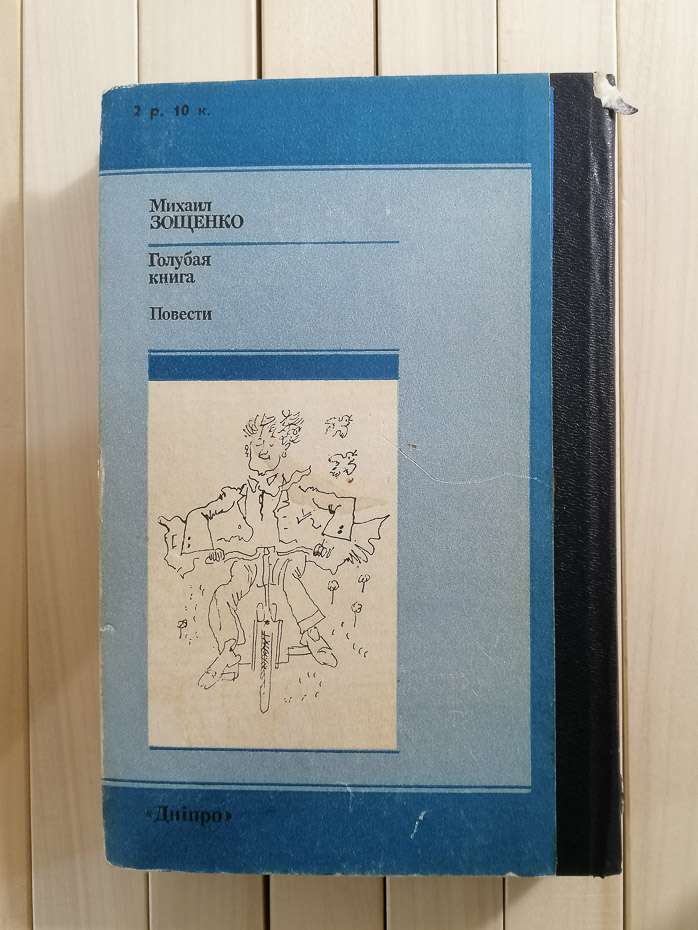 2 р. 10 к.
Михаил
ЗОЩЕНКО
Голубая
книга
Повести
«Дніпро»